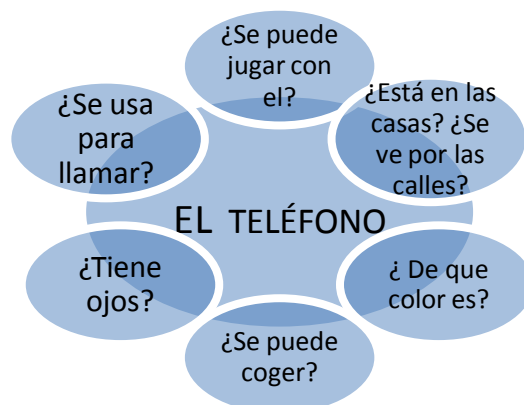 ¿Se puede
jugar con
el?
¿Se usa
para
llamar?
¿Está en las
casas? ¿Se
ve por las
calles?
EL TELÉFONO
¿Tiene
ojos?
¿ De que
color es?
¿Se puede
coger?